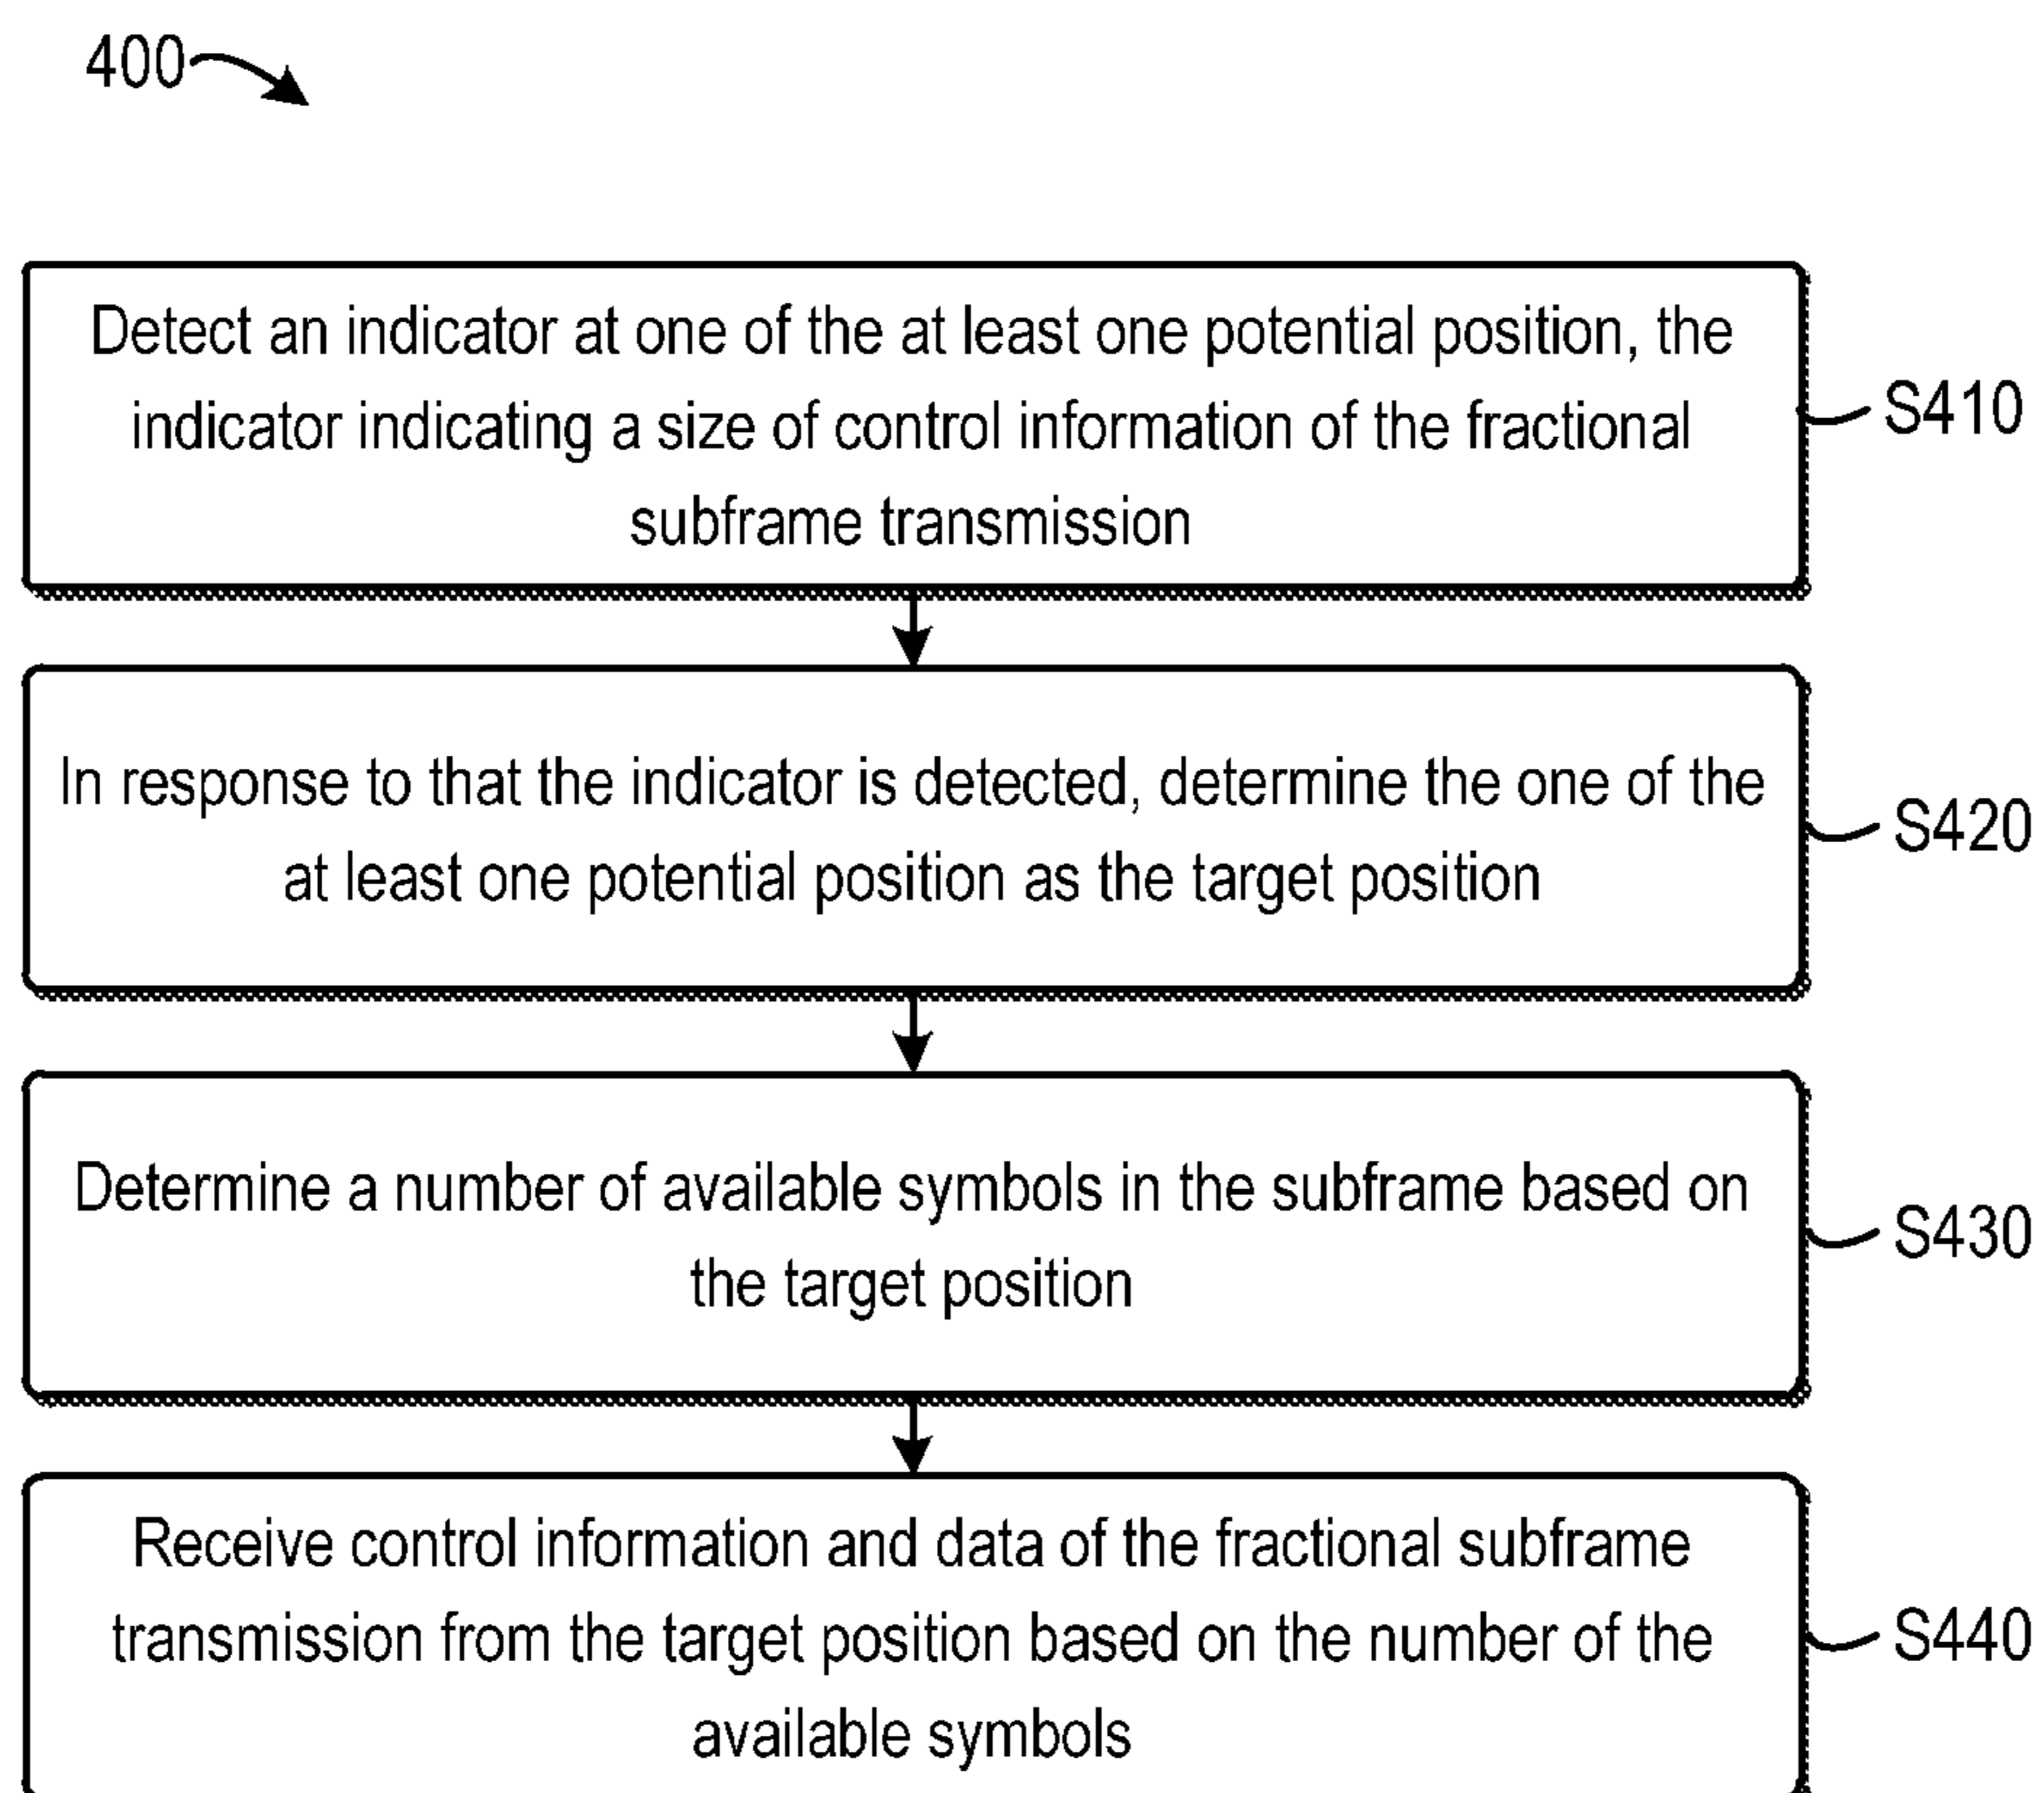 400
Detect an indicator at one of the at least one potential position, the
indicator indicating a size of control information of the fractional
subframe transmission
S410
In response to that the indicator is detected, determine the one of the
at least one potential position as the target position
S420
Determine a number of available symbols in the subframe based on
the target position
S430
Receive control information and data of the fractional subframe
transmission from the target position based on the number of the
available symbols
S440